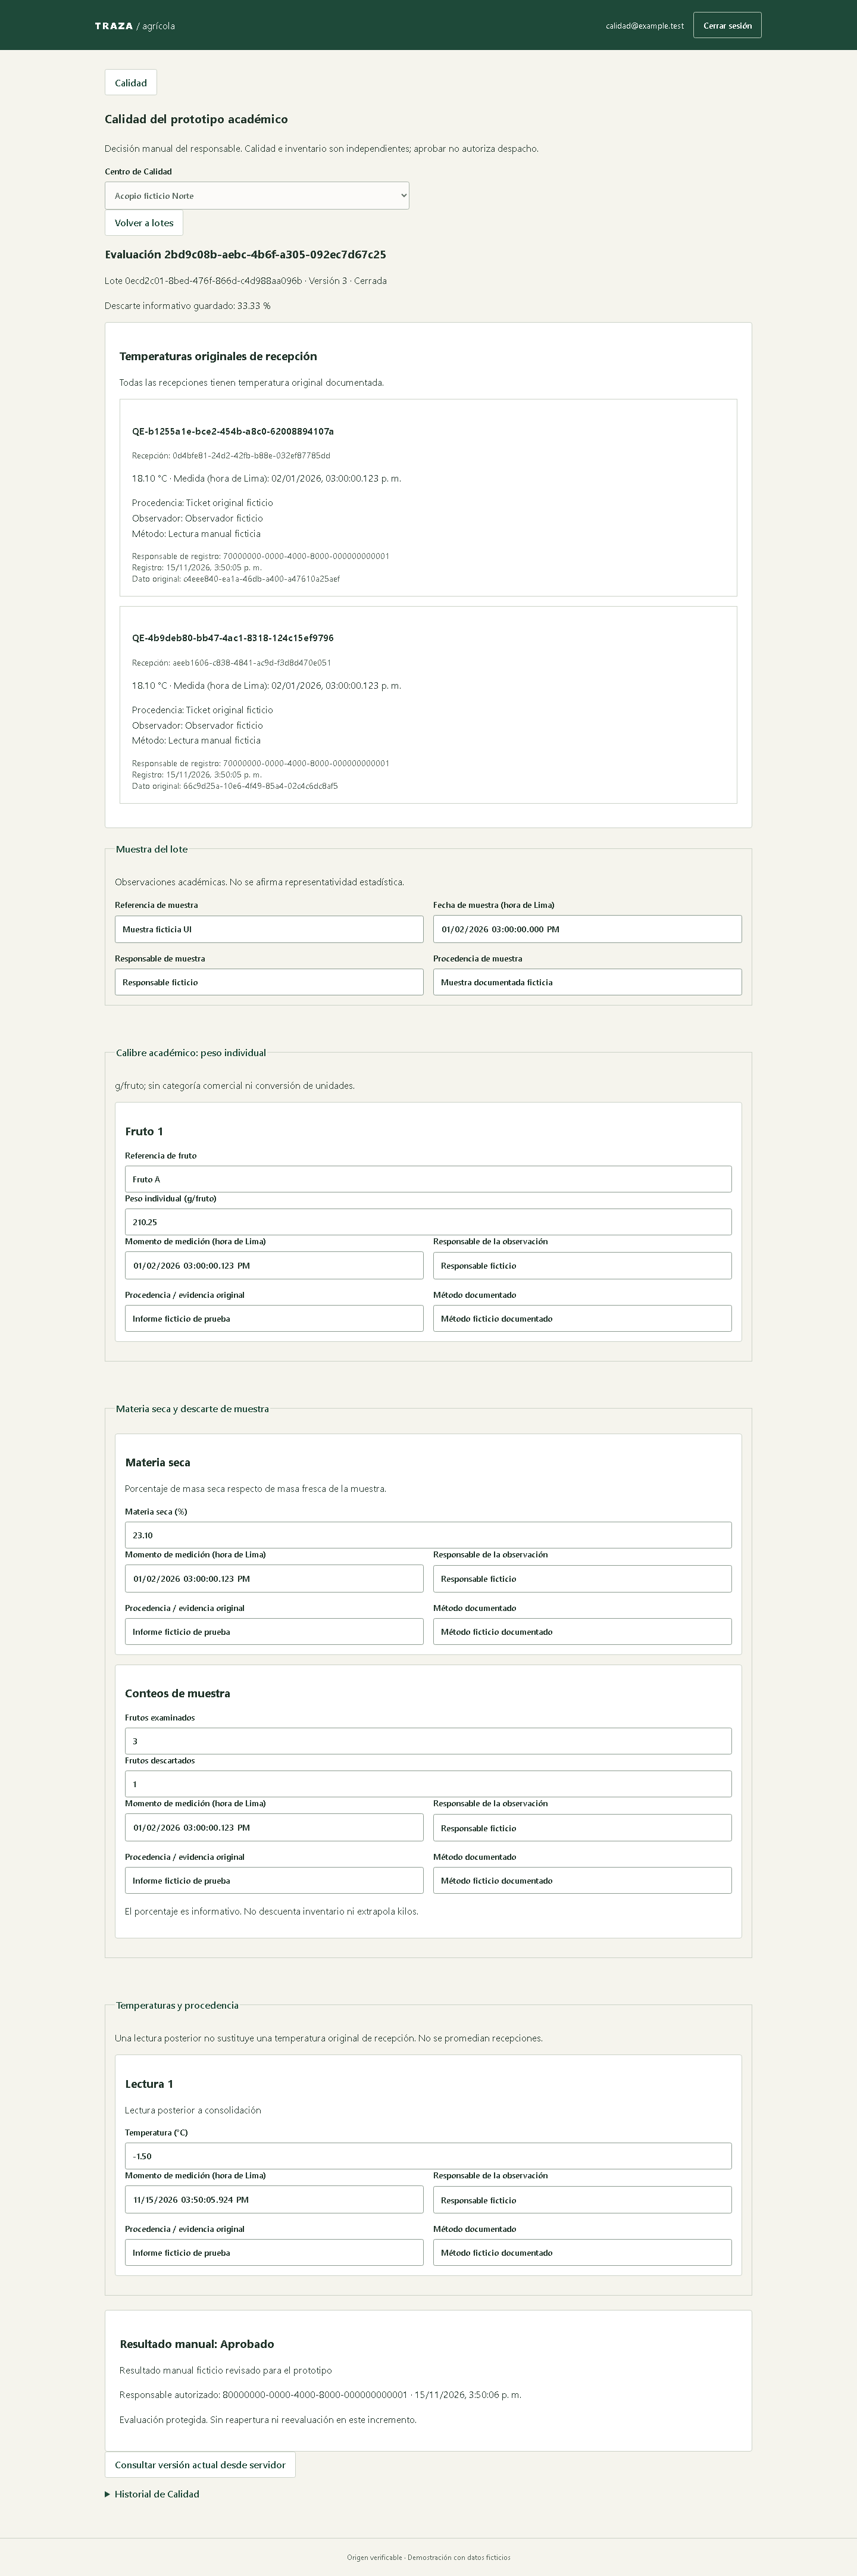 TRAZA / agrícola
calidad@example.test
Cerrar sesión
Calidad
Calidad del prototipo académico
Decisión manual del responsable. Calidad e inventario son independientes; aprobar no autoriza despacho.
Centro de Calidad
Acopio ficticio Norte
Volver a lotes
Evaluación 2bd9c08b-aebc-4b6f-a305-092ec7d67c25
Lote 0ecd2c01-8bed-476f-866d-c4d988aa096b · Versión 3 · Cerrada
Descarte informativo guardado: 33.33 %
Temperaturas originales de recepción
Todas las recepciones tienen temperatura original documentada.
QE-b1255a1e-bce2-454b-a8c0-62008894107a
Recepción: 0d4bfe81-24d2-42fb-b88e-032ef87785dd
18.10 °C · Medida (hora de Lima): 02/01/2026, 03:00:00.123 p. m.
Procedencia: Ticket original ficticio
Observador: Observador ficticio
Método: Lectura manual ficticia
Responsable de registro: 70000000-0000-4000-8000-000000000001
Registro: 15/11/2026, 3:50:05 p. m.
Dato original: c4eee840-ea1a-46db-a400-a47610a25aef
QE-4b9deb80-bb47-4ac1-8318-124c15ef9796
Recepción: aeeb1606-c838-4841-ac9d-f3d8d470e051
18.10 °C · Medida (hora de Lima): 02/01/2026, 03:00:00.123 p. m.
Procedencia: Ticket original ficticio
Observador: Observador ficticio
Método: Lectura manual ficticia
Responsable de registro: 70000000-0000-4000-8000-000000000001
Registro: 15/11/2026, 3:50:05 p. m.
Dato original: 66c9d25a-10e6-4f49-85a4-02c4c6dc8af5
Muestra del lote
Observaciones académicas. No se afirma representatividad estadística.
Referencia de muestra
Fecha de muestra (hora de Lima)
Muestra ficticia UI
01/02/2026 03:00:00.000 PM
Responsable de muestra
Procedencia de muestra
Responsable ficticio
Muestra documentada ficticia
Calibre académico: peso individual
g/fruto; sin categoría comercial ni conversión de unidades.
Fruto 1
Referencia de fruto
Fruto A
Peso individual (g/fruto)
210.25
Momento de medición (hora de Lima)
Responsable de la observación
01/02/2026 03:00:00.123 PM
Responsable ficticio
Procedencia / evidencia original
Método documentado
Informe ficticio de prueba
Método ficticio documentado
Materia seca y descarte de muestra
Materia seca
Porcentaje de masa seca respecto de masa fresca de la muestra.
Materia seca (%)
23.10
Momento de medición (hora de Lima)
Responsable de la observación
01/02/2026 03:00:00.123 PM
Responsable ficticio
Procedencia / evidencia original
Método documentado
Informe ficticio de prueba
Método ficticio documentado
Conteos de muestra
Frutos examinados
3
Frutos descartados
1
Momento de medición (hora de Lima)
Responsable de la observación
01/02/2026 03:00:00.123 PM
Responsable ficticio
Procedencia / evidencia original
Método documentado
Informe ficticio de prueba
Método ficticio documentado
El porcentaje es informativo. No descuenta inventario ni extrapola kilos.
Temperaturas y procedencia
Una lectura posterior no sustituye una temperatura original de recepción. No se promedian recepciones.
Lectura 1
Lectura posterior a consolidación
Temperatura (°C)
-1.50
Momento de medición (hora de Lima)
Responsable de la observación
11/15/2026 03:50:05.924 PM
Responsable ficticio
Procedencia / evidencia original
Método documentado
Informe ficticio de prueba
Método ficticio documentado
Resultado manual: Aprobado
Resultado manual ficticio revisado para el prototipo
Responsable autorizado: 80000000-0000-4000-8000-000000000001 · 15/11/2026, 3:50:06 p. m.
Evaluación protegida. Sin reapertura ni reevaluación en este incremento.
Consultar versión actual desde servidor
Historial de Calidad
Origen verificable · Demostración con datos ficticios